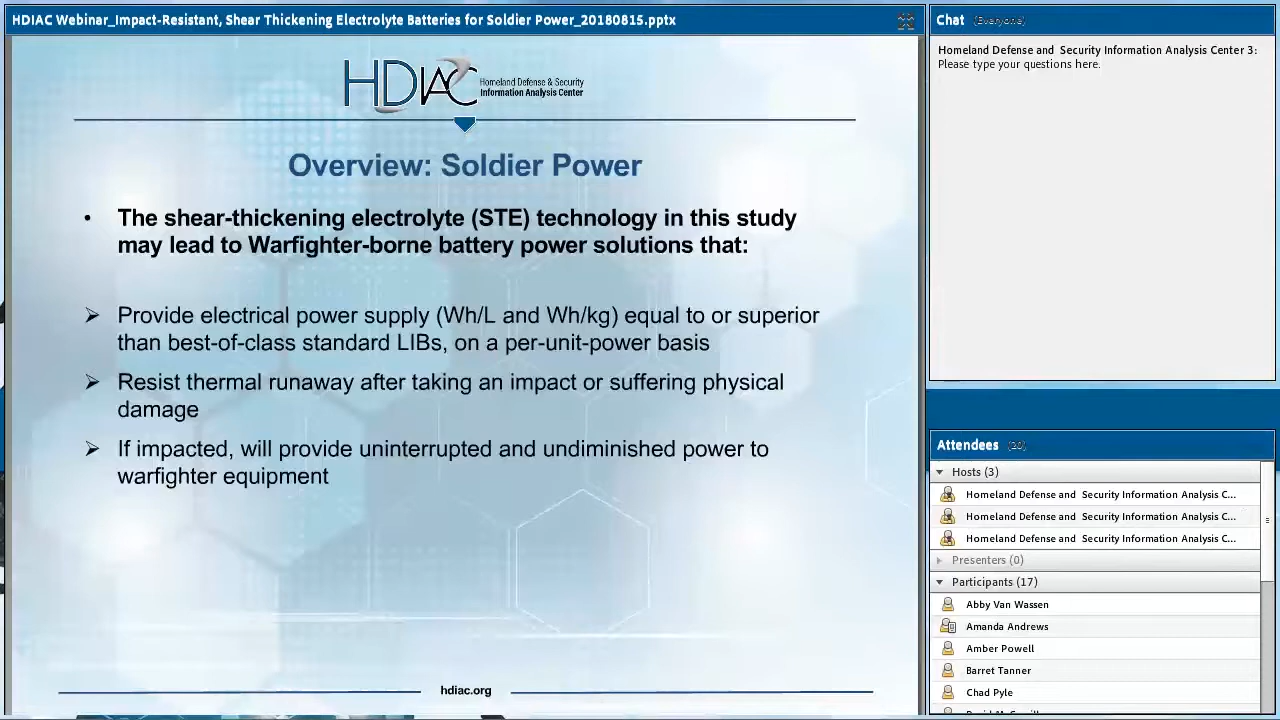 HDIAC Webinar_Impact-Resistant, Shear Thickening Electrolyte Batteries for Soldier Power_20180815.pptx
HDIAC Homeland Defense & Security
Information Analysis Center
Overview: Soldier Power
• The shear-thickening electrolyte (STE) technology in this study
may lead to Warfighter-borne battery power solutions that:
Provide electrical power supply (Wh/L and Wh/kg) equal to or superior
than best-of-class standard LIBs, on a per-unit-power basis
Resist thermal runaway after taking an impact or suffering physical
damage
If impacted, will provide uninterrupted and undiminished power to
warfighter equipment
hdiac.org
Chat (Everyone)
Homeland Defense and Security Information Analysis Center 3:
Please type your questions here.
Attendees (20)
Hosts (3)
Homeland Defense and Security Information Analysis C...
Homeland Defense and Security Information Analysis C...
Homeland Defense and Security Information Analysis C...
Presenters (0)
Participants (17)
Abby Van Wassen
Amanda Andrews
Amber Powell
Barret Tanner
Chad Pyle